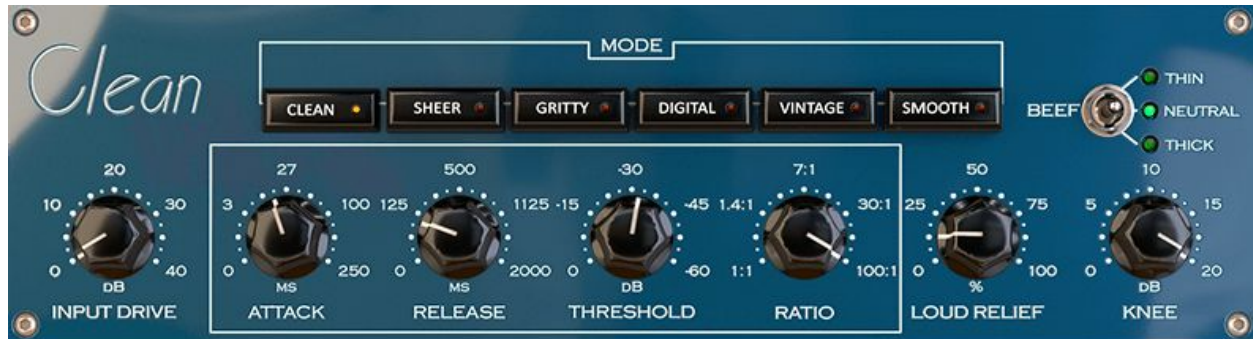 Clean
MODE
CLEAN SHEER GRITTY DIGITAL VINTAGE SMOOTH
BEEF
THIN
NEUTRAL
THICK
0 10 20 30 40
DB
INPUT DRIVE
0 3 27 100 250
MS
ATTACK
0 125 500 1125 2000
MS
RELEASE
0 -15 -30 -45 -60
DB
THRESHOLD
1:1 1.4:1 7:1 30:1 100:1
RATIO
0 25 50 75 100
%
LOUD RELIEF
0 5 10 15 20
DB
KNEE